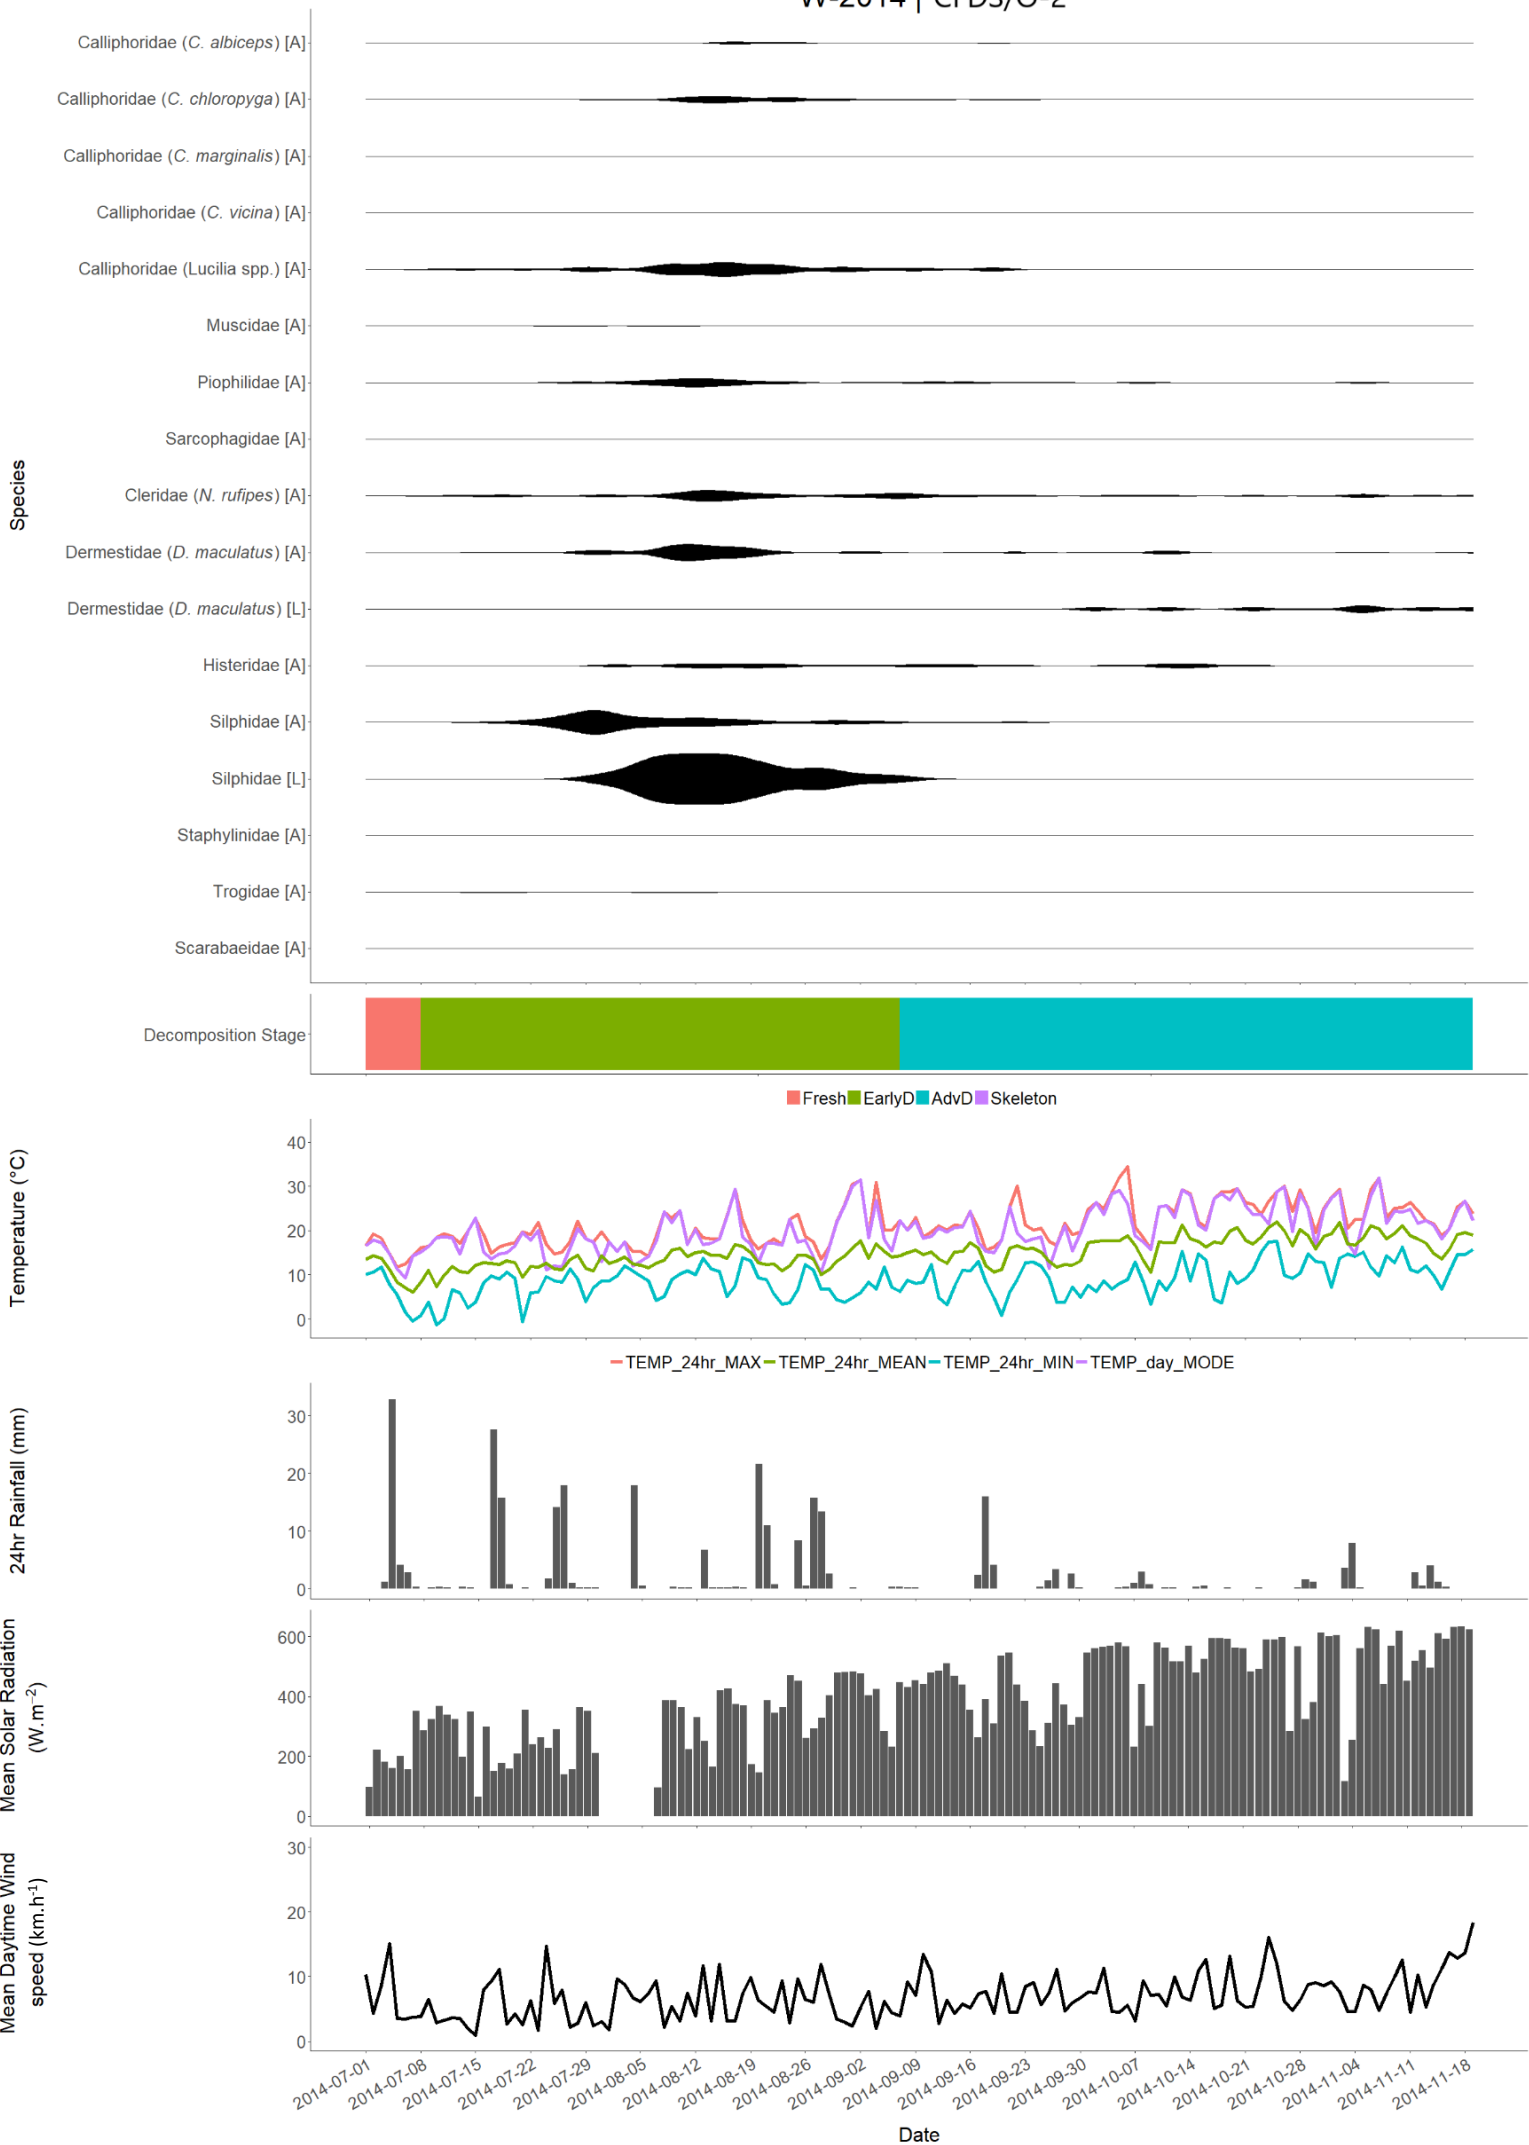 W-2014 | CFDS/O-2
Calliphoridae (C. albiceps) [A]
Calliphoridae (C. chloropyga) [A]
Calliphoridae (C. marginalis) [A]
Calliphoridae (C. vicina) [A]
Calliphoridae (Lucilia spp.) [A]
Muscidae [A]
Piophilidae [A]
Sarcophagidae [A]
Cleridae (N. rufipes) [A]
Dermestidae (D. maculatus) [A]
Dermestidae (D. maculatus) [L]
Histeridae [A]
Silphidae [A]
Silphidae [L]
Staphylinidae [A]
Trogidae [A]
Scarabaeidae [A]
Species
Decomposition Stage
Fresh EarlyD AdvD Skeleton
Temperature (°C)
40
30
20
10
0
TEMP_24hr_MAX TEMP_24hr_MEAN TEMP_24hr_MIN TEMP_day_MODE
24hr Rainfall (mm)
30
20
10
0
Mean Solar Radiation
(W.m⁻²)
600
400
200
0
Mean Daytime Wind
speed (km.h⁻¹)
30
20
10
0
2014-07-01
2014-07-08
2014-07-15
2014-07-22
2014-07-29
2014-08-05
2014-08-12
2014-08-19
2014-08-26
2014-09-02
2014-09-09
2014-09-16
2014-09-23
2014-09-30
2014-10-07
2014-10-14
2014-10-21
2014-10-28
2014-11-04
2014-11-11
2014-11-18
Date